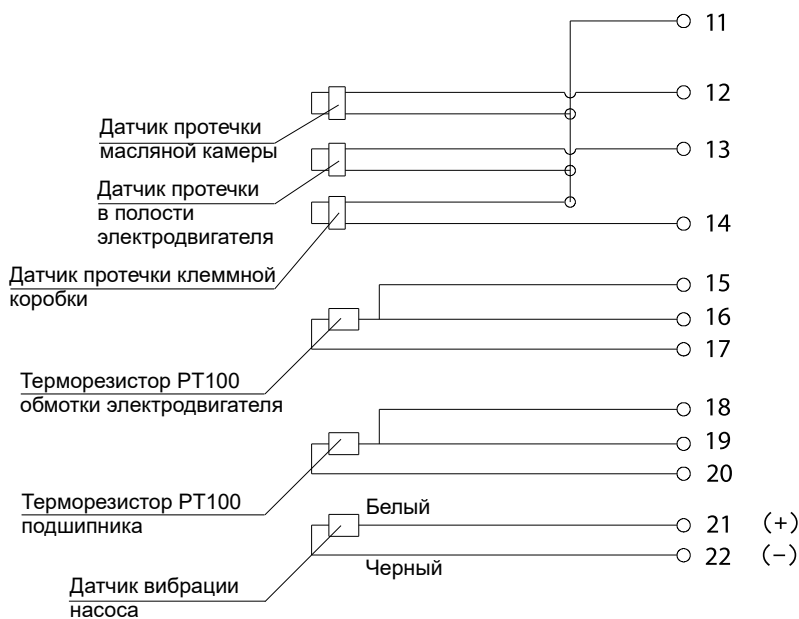 11
12
Датчик протечки
масляной камеры
13
Датчик протечки
в полости
электродвигателя
14
Датчик протечки клеммной
коробки
15
16
17
Терморезистор PT100
обмотки электродвигателя
18
19
20
Терморезистор PT100
подшипника
Белый
21 (+)
22 (−)
Черный
Датчик вибрации
насоса